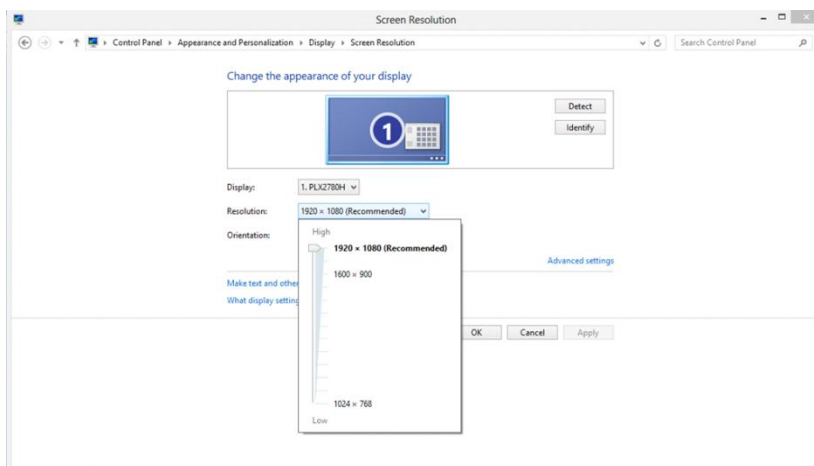 Screen Resolution
Control Panel Appearance and Personalization Display Screen Resolution
Search Control Panel
Change the appearance of your display
1
Detect
Identify
Display: 1. PLX2780H
Resolution: 1920 × 1080 (Recommended)
Orientation:
High
1920 × 1080 (Recommended)
1600 × 900
1024 × 768
Low
Advanced settings
Make text and other
What display setting
OK Cancel Apply